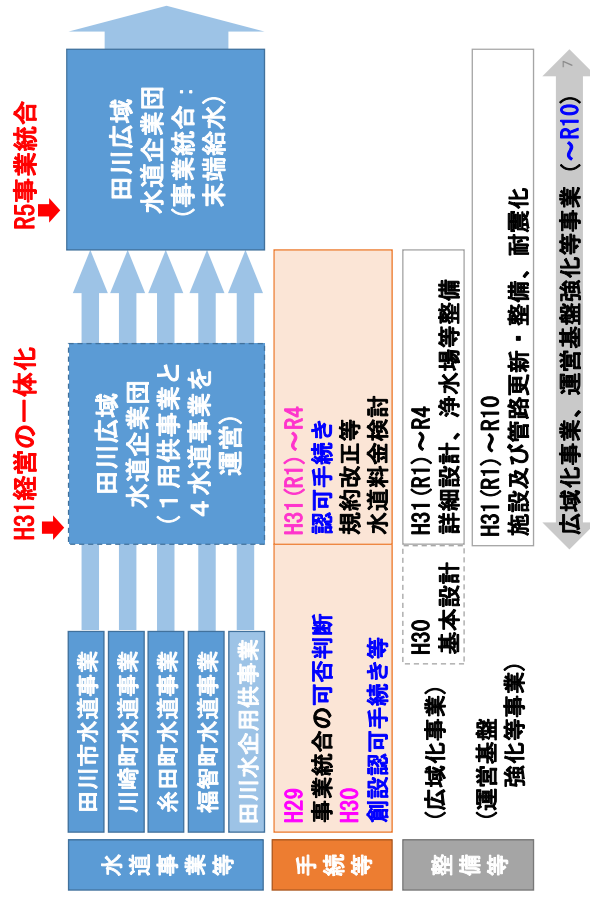 H31経営の一体化
R5事業統合
水道事業等
田川市水道事業
川崎町水道事業
糸田町水道事業
福智町水道事業
田川水企用供事業
田川広域
水道企業団
(1用供事業と
4水道事業を
運営)
田川広域
水道企業団
(事業統合:
末端給水)
手続等
H29
事業統合の可否判断
H30
創設認可手続き等
H31(R1)~R4
認可手続き
規約改正等
水道料金検討
整備等
(広域化事業)
H30
基本設計
H31(R1)~R4
詳細設計、浄水場等整備
(運営基盤
強化等事業)
H31(R1)~R10
施設及び管路更新・整備、耐震化
広域化事業、運営基盤強化等事業(~R10)
7